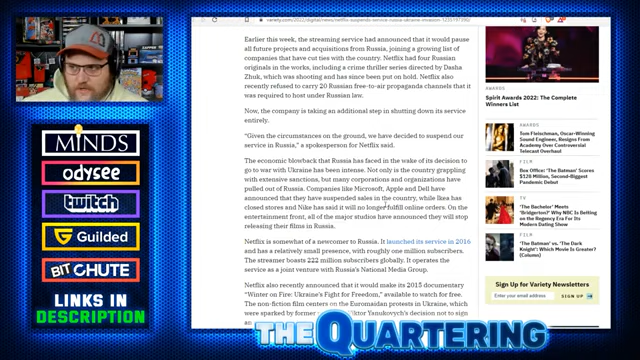 variety.com/2022/digital/news/netflix-suspends-service-russia-ukraine-invasion-1235197390/
Earlier this week, the streaming service had announced that it would pause
all future projects and acquisitions from Russia, joining a growing list of
companies that have cut ties with the country. Netflix had four Russian
originals in the works, including a crime thriller series directed by Dasha
Zhuk, which was shooting and has since been put on hold. Netflix also
recently refused to carry 20 Russian free-to-air propaganda channels that it
was required to host under Russian law.
Now, the company is taking an additional step in shutting down its service
entirely.
“Given the circumstances on the ground, we have decided to suspend our
service in Russia,” a spokesperson for Netflix said.
The economic blowback that Russia has faced in the wake of its decision to
go to war with Ukraine has been intense. Not only is the country grappling
with extensive sanctions, but many corporations and organizations have
pulled out of Russia. Companies like Microsoft, Apple and Dell have
announced that they have suspended sales in the country, while Ikea has
closed stores and Nike has said it will no longer fulfill online orders. On the
entertainment front, all of the major studios have announced they will stop
releasing their films in Russia.
Netflix is somewhat of a newcomer to Russia. It launched its service in 2016
and has a relatively small presence, with roughly one million subscribers.
The streamer boasts 222 million subscribers globally. It operates the
service as a joint venture with Russia's National Media Group.
Netflix also recently announced that it would make its 2015 documentary
“Winter on Fire: Ukraine's Fight for Freedom,” available to watch for free.
The non-fiction film centers on the Euromaidan protests in Ukraine, which
were sparked by former Viktor Yanukovych's decision not to sign
an
AWARDS
Spirit Awards 2022: The Complete
Winners List
AWARDS
Tom Fleischman, Oscar-Winning
Sound Engineer, Resigns From
Academy Over Controversial
Telecast Overhaul
FILM
Box Office: 'The Batman' Scores
$128 Million, Second-Biggest
Pandemic Debut
TV
'The Bachelor' Meets
'Bridgerton'? Why NBC Is Betting
on the Regency Era For Its
Modern Dating Show
FILM
'The Batman' vs. 'The Dark
Knight': Which Movie Is Greater?
(Column)
Sign Up for Variety Newsletters
Enter your email address
SIGN UP
MINDS
odysee
twitch
Guilded
BITCHUTE
LINKS IN
DESCRIPTION
THEQUARTERING